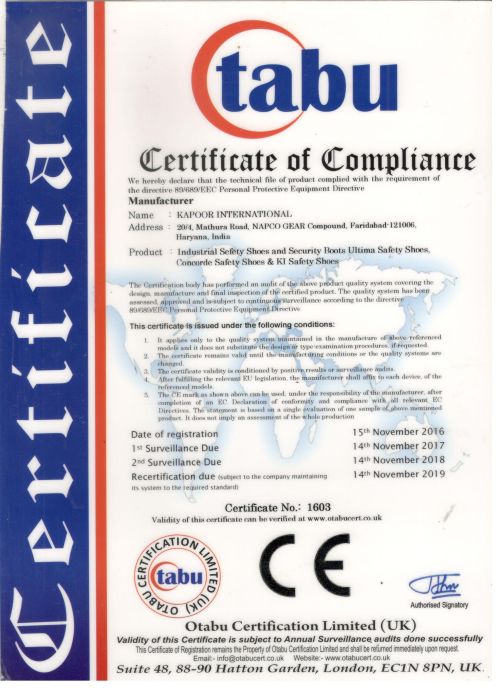 Certificate
Otabu
Certificate of Compliance
We hereby declare that the technical file of product complied with the requirement of
the directive 89/689/EEC Personal Protective Equipment Directive
Manufacturer
Name : KAPOOR INTERNATIONAL
Address : 20/4, Mathura Road, NAPCO GEAR Compound, Faridabad-121006,
Haryana, India
Product : Industrial Sefety Shoes and Security Boots Ultima Safety Shoes,
Concorde Safety Shoes & KI Safety Shoes
The Certification body has performed an audit of the above product quality system covering the
design, manufacture and final inspection of the certified product. The quality system has been
assessed, approved and is subject to continuous surveillance according to the directive
89/689/EEC Personal Protective Equipment Directive
This certificate is issued under the following conditions:
1. It applies only to the quality system maintained in the manufacture of above referenced
models and it does not substitute the design or type examination procedures, if requested.
2. The certificate remains valid until the manufacturing conditions or the quality systems are
changed.
3. The certificate validity is conditioned by positive results or surveillance audits.
4. After fulfilling the relevant EU legislation, the manufacturer shall affix to each device, of the
referenced models.
5. The CE mark as shown above can be used, under the responsibility of the manufacturer, after
completion of an EC Declaration of conformity and compliance with all relevant EC
Directives. The statement is based on a single evaluation of one sample of above mentioned
product. It does not imply an assessment of the whole production
Date of registration 15th November 2016
1st Surveillance Due 14th November 2017
2nd Surveillance Due 14th November 2018
Recertification due (subject to the company maintaining 14th November 2019
its system to the required standard)
Certificate No.: 1603
Validity of this certificate can be verified at www.otabucert.co.uk
OTABU CERTIFICATION LIMITED (UK)
Otabu
CE
Authorised Signatory
Otabu Certification Limited (UK)
Validity of this Certificate is subject to Annual Surveillance audits done successfully
This Certificate of Registration remains the Property of Otabu Certification Limited and shall be returned immediately upon request.
Email:- info@otabucert.co.uk Website:- www.otabucert.co.uk
Suite 48, 88-90 Hatton Garden, London, EC1N 8PN, UK.